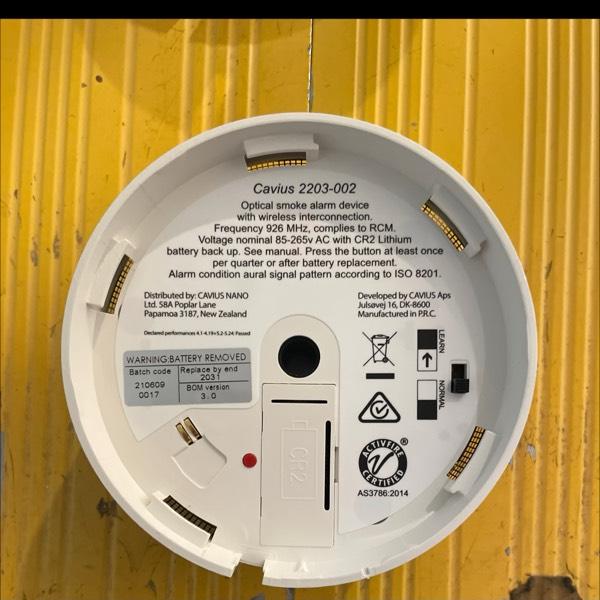 Cavius 2203-002
Optical smoke alarm device
with wireless interconnection.
Frequency 926 MHz, complies to RCM.
Voltage nominal 85-265v AC with CR2 Lithium
battery back up. See manual. Press the button at least once
per quarter or after battery replacement.
Alarm condition aural signal pattern according to ISO 8201.
Distributed by: CAVIUS NANO
Ltd. 58A Poplar Lane
Papamoa 3187, New Zealand
Developed by CAVIUS Aps
Julsøvej 16, DK-8600
Manufactured in P.R.C.
Declared performances 4.1-4.19+5.2-5.24: Passed
WARNING:BATTERY REMOVED
Batch code
210609
0017
Replace by end
2031
BOM version
3.0
LEARN
NORMAL
CR2
ACTIVFIRE
®
CERTIFIED
AS3786:2014